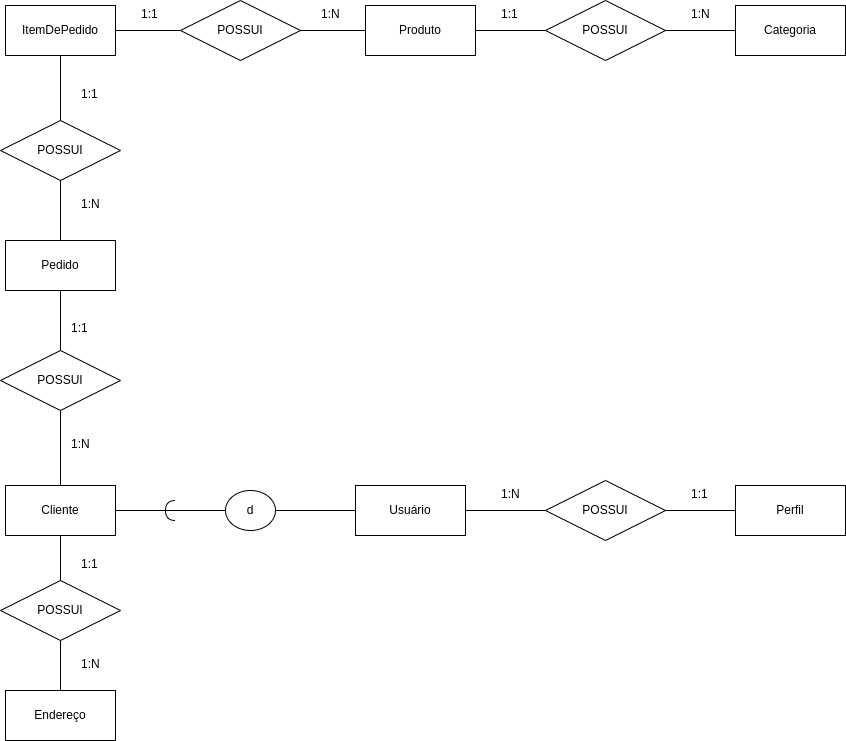 ItemDePedido
1:1
POSSUI
1:N
Produto
1:1
POSSUI
1:N
Categoria
1:1
POSSUI
1:N
Pedido
1:1
POSSUI
1:N
Cliente
d
Usuário
1:N
POSSUI
1:1
Perfil
1:1
POSSUI
1:N
Endereço